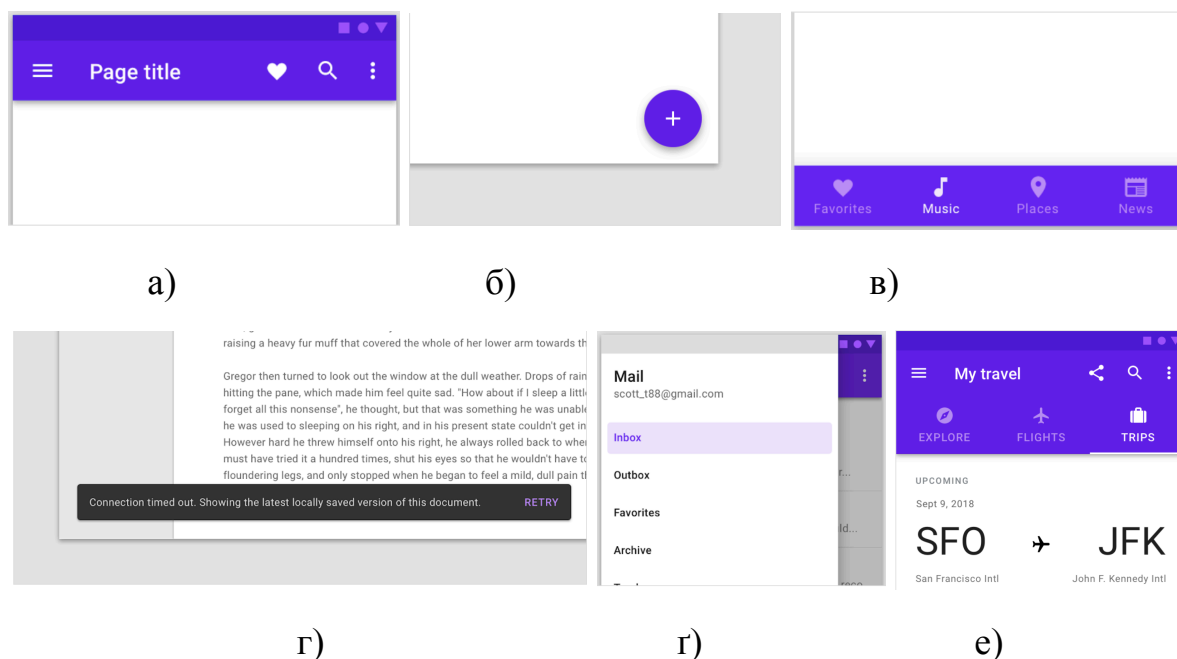 Page title
+
Favorites Music Places News
а) б) в)
raising a heavy fur muff that covered the whole of her lower arm towards th
Gregor then turned to look out the window at the dull weather. Drops of rain
hitting the pane, which made him feel quite sad. "How about if I sleep a little
forget all this nonsense", he thought, but that was something he was unable
he was used to sleeping on his right, and in his present state couldn't get in
However hard he threw himself onto his right, he always rolled back to wher
must have tried it a hundred times, shut his eyes so that he wouldn't have to
floundering legs, and only stopped when he began to feel a mild, dull pain th
Connection timed out. Showing the latest locally saved version of this document. RETRY
Mail
scott_t88@gmail.com
Inbox
Outbox
Favorites
Archive
r...
ld...
My travel
EXPLORE FLIGHTS TRIPS
UPCOMING
Sept 9, 2018
SFO JFK
San Francisco Intl John F. Kennedy Intl
г) ґ) е)